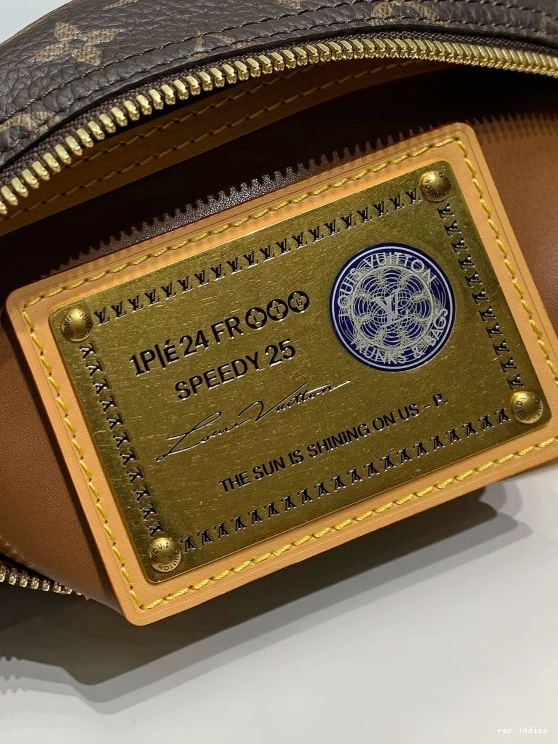 1P|É 24 FR
SPEEDY 25
LOUIS VUITTON
LV
TRUNKS & BAGS
Louis Vuitton
THE SUN IS SHINING ON US - P.
rep ladies